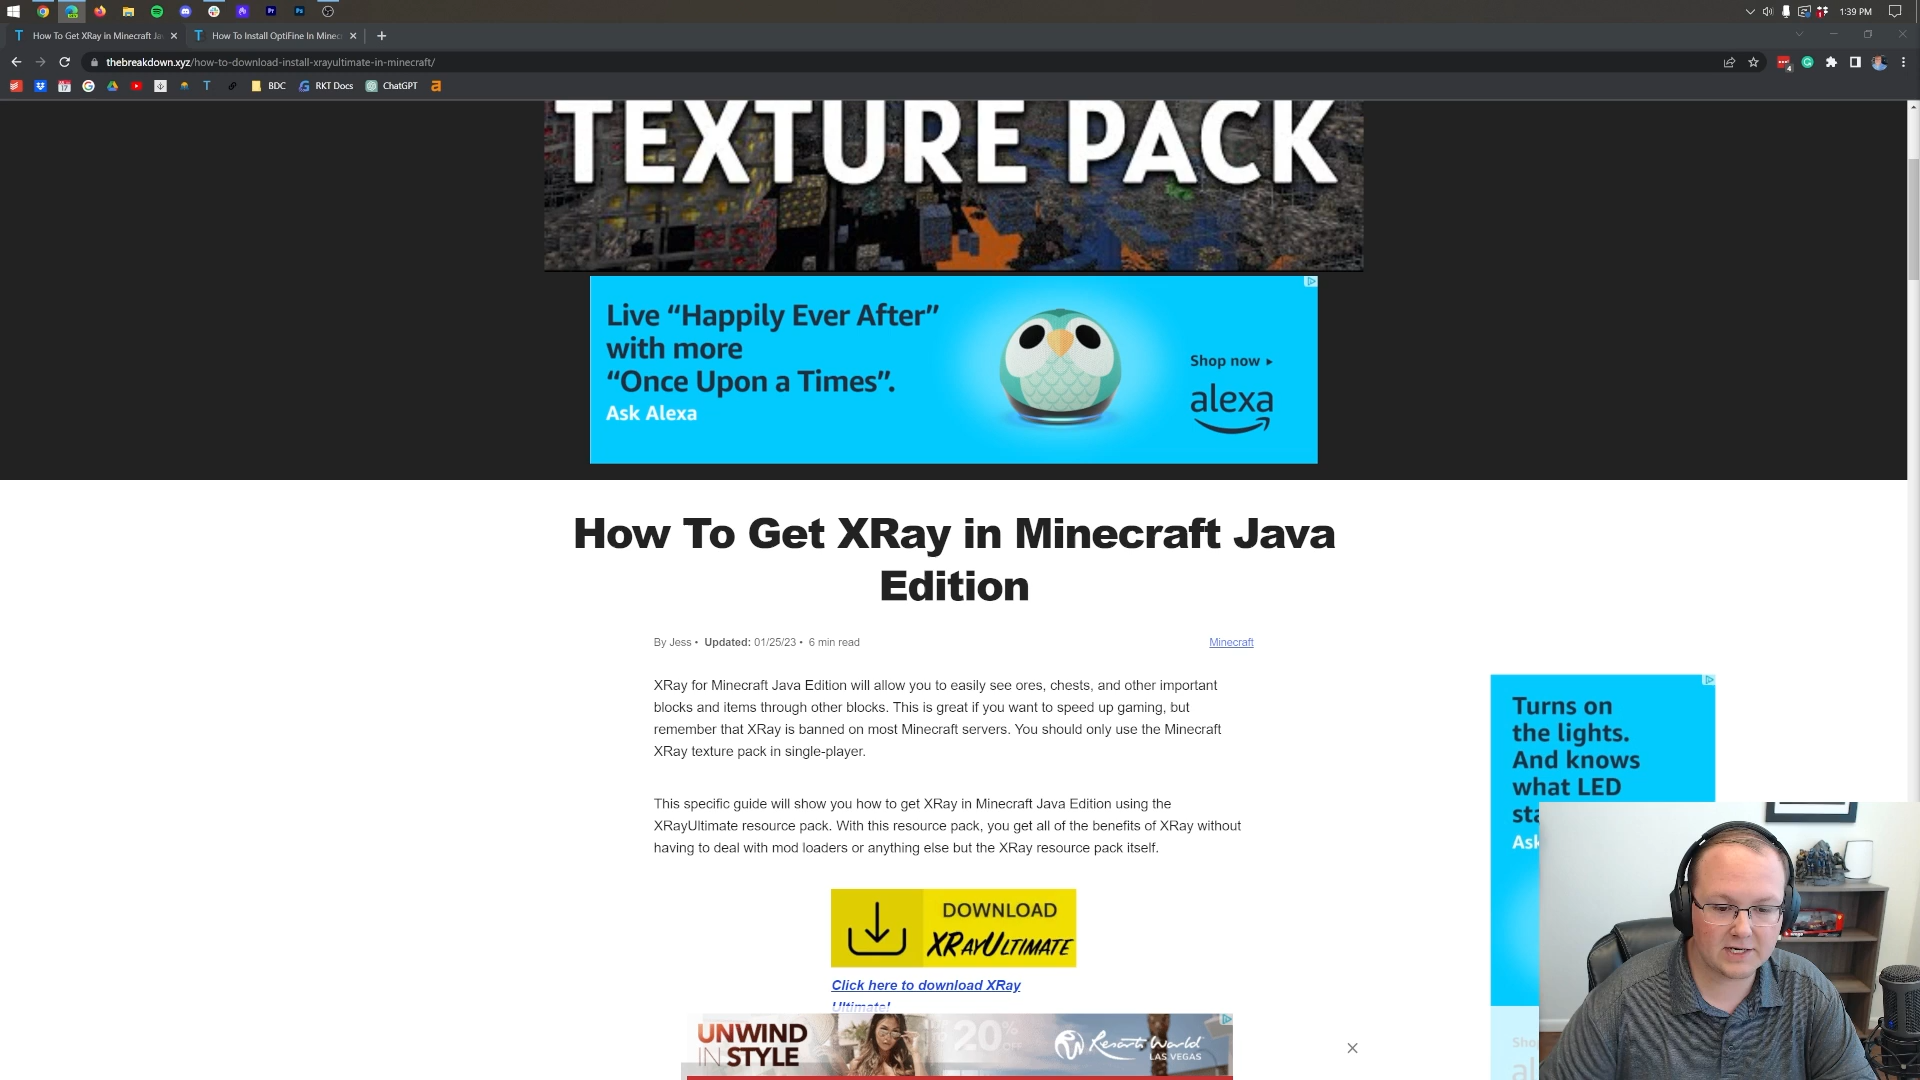 1:39 PM
How To Get XRay in Minecraft Ja
How To Install OptiFine In Minec
thebreakdown.xyz/how-to-download-install-xrayultimate-in-minecraft/
BDC
RKT Docs
ChatGPT
TEXTURE PACK
Live “Happily Ever After”
with more
“Once Upon a Times”.
Ask Alexa
Shop now
alexa
How To Get XRay in Minecraft Java
Edition
By Jess • Updated: 01/25/23 • 6 min read
Minecraft
XRay for Minecraft Java Edition will allow you to easily see ores, chests, and other important
blocks and items through other blocks. This is great if you want to speed up gaming, but
remember that XRay is banned on most Minecraft servers. You should only use the Minecraft
XRay texture pack in single-player.
This specific guide will show you how to get XRay in Minecraft Java Edition using the
XRayUltimate resource pack. With this resource pack, you get all of the benefits of XRay without
having to deal with mod loaders or anything else but the XRay resource pack itself.
DOWNLOAD
XRAYULTIMATE
Click here to download XRay
Ultimate!
Turns on
the lights.
And knows
what LED
sta
Ask
Sho
al
UNWIND
IN STYLE
20%
Resorts World
LAS VEGAS